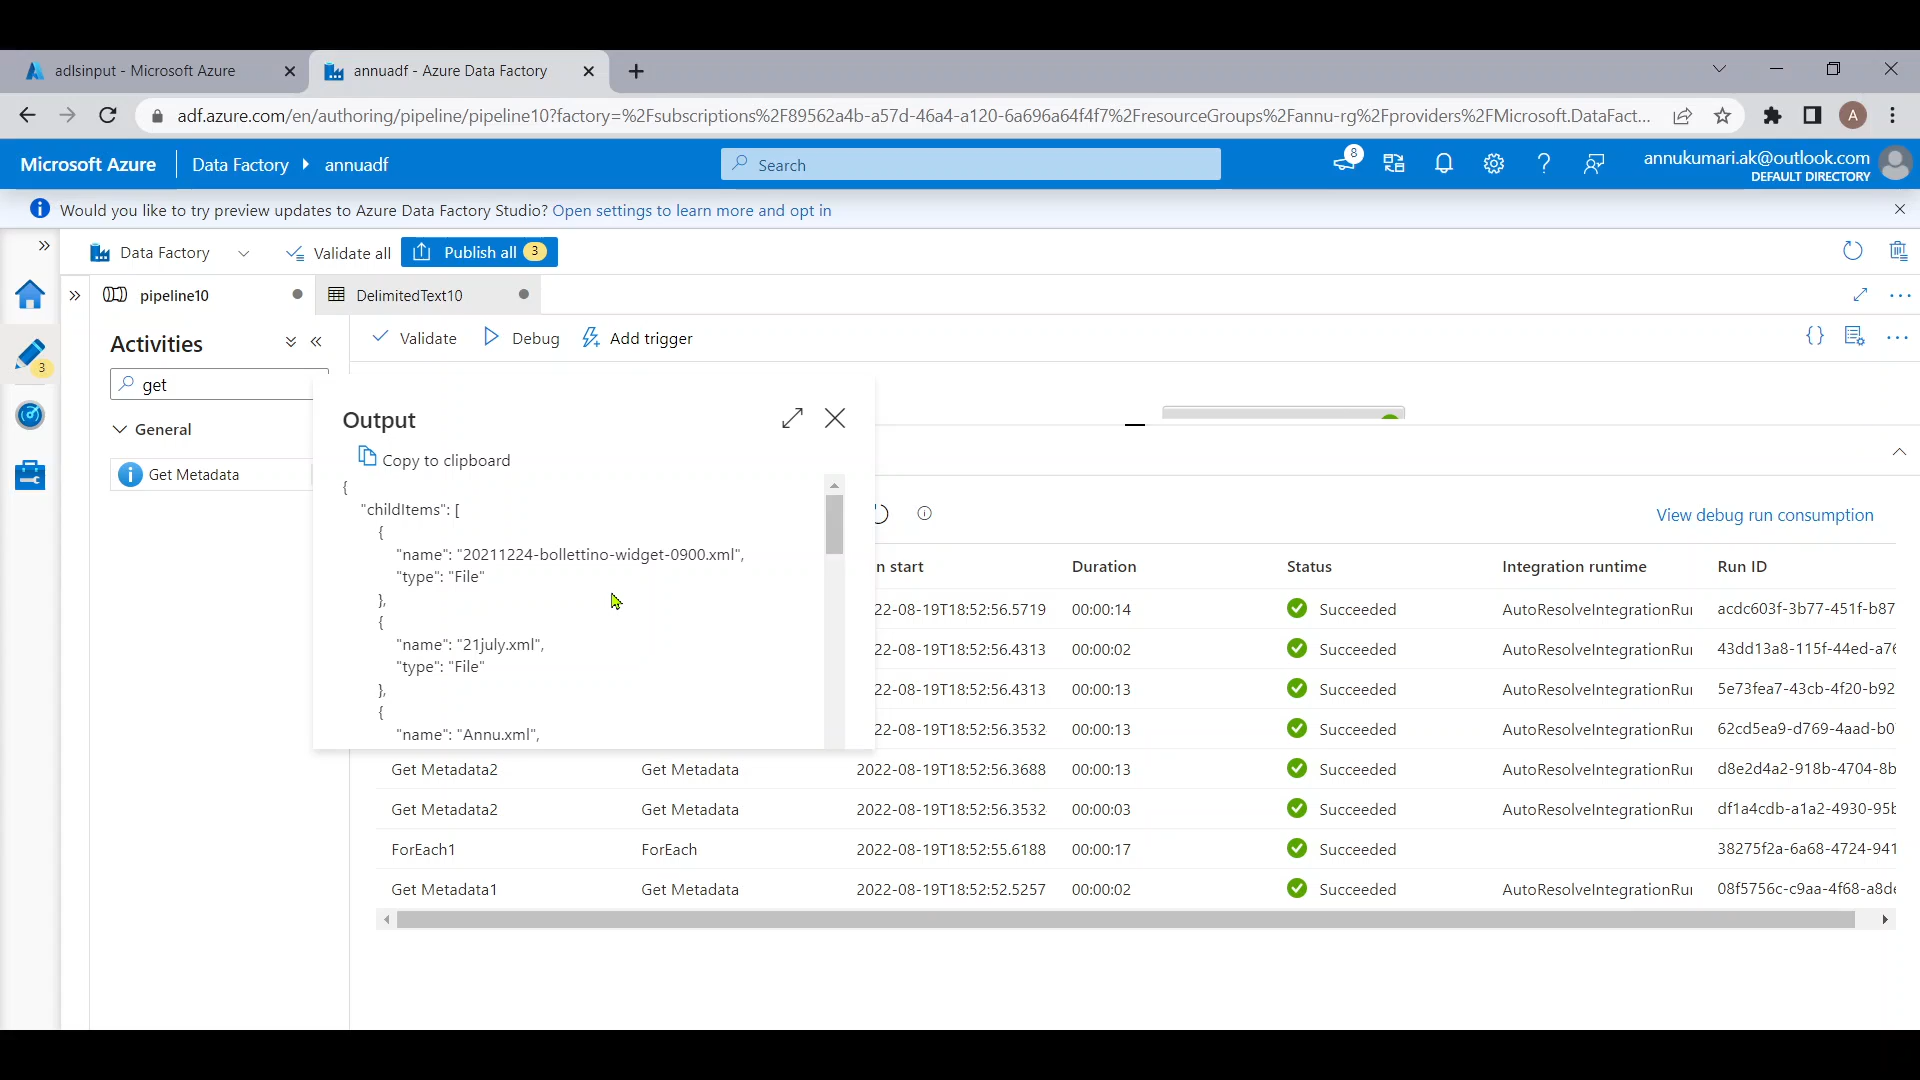 adlsinput - Microsoft Azure
annuadf - Azure Data Factory
adf.azure.com/en/authoring/pipeline/pipeline10?factory=%2Fsubscriptions%2F89562a4b-a57d-46a4-a120-6a696a64f4f7%2FresourceGroups%2Fannu-rg%2Fproviders%2FMicrosoft.DataFact...
A
Microsoft Azure
Data Factory
annuadf
Search
8
annukumari.ak@outlook.com
DEFAULT DIRECTORY
Would you like to try preview updates to Azure Data Factory Studio? Open settings to learn more and opt in
Data Factory
Validate all
Publish all 3
pipeline10
DelimitedText10
3
Activities
Validate
Debug
Add trigger
get
General
Get Metadata
Output
Copy to clipboard
{
"childItems": [
{
"name": "20211224-bollettino-widget-0900.xml",
"type": "File"
},
{
"name": "21july.xml",
"type": "File"
},
{
"name": "Annu.xml",
View debug run consumption
n start Duration Status Integration runtime Run ID
22-08-19T18:52:56.5719 00:00:14 Succeeded AutoResolveIntegrationRu acdc603f-3b77-451f-b87
22-08-19T18:52:56.4313 00:00:02 Succeeded AutoResolveIntegrationRu 43dd13a8-115f-44ed-a76
22-08-19T18:52:56.4313 00:00:13 Succeeded AutoResolveIntegrationRu 5e73fea7-43cb-4f20-b92
22-08-19T18:52:56.3532 00:00:13 Succeeded AutoResolveIntegrationRu 62cd5ea9-d769-4aad-b0
Get Metadata2 Get Metadata 2022-08-19T18:52:56.3688 00:00:13 Succeeded AutoResolveIntegrationRu d8e2d4a2-918b-4704-8b
Get Metadata2 Get Metadata 2022-08-19T18:52:56.3532 00:00:03 Succeeded AutoResolveIntegrationRu df1a4cdb-a1a2-4930-95b
ForEach1 ForEach 2022-08-19T18:52:55.6188 00:00:17 Succeeded 38275f2a-6a68-4724-941
Get Metadata1 Get Metadata 2022-08-19T18:52:52.5257 00:00:02 Succeeded AutoResolveIntegrationRu 08f5756c-c9aa-4f68-a8de